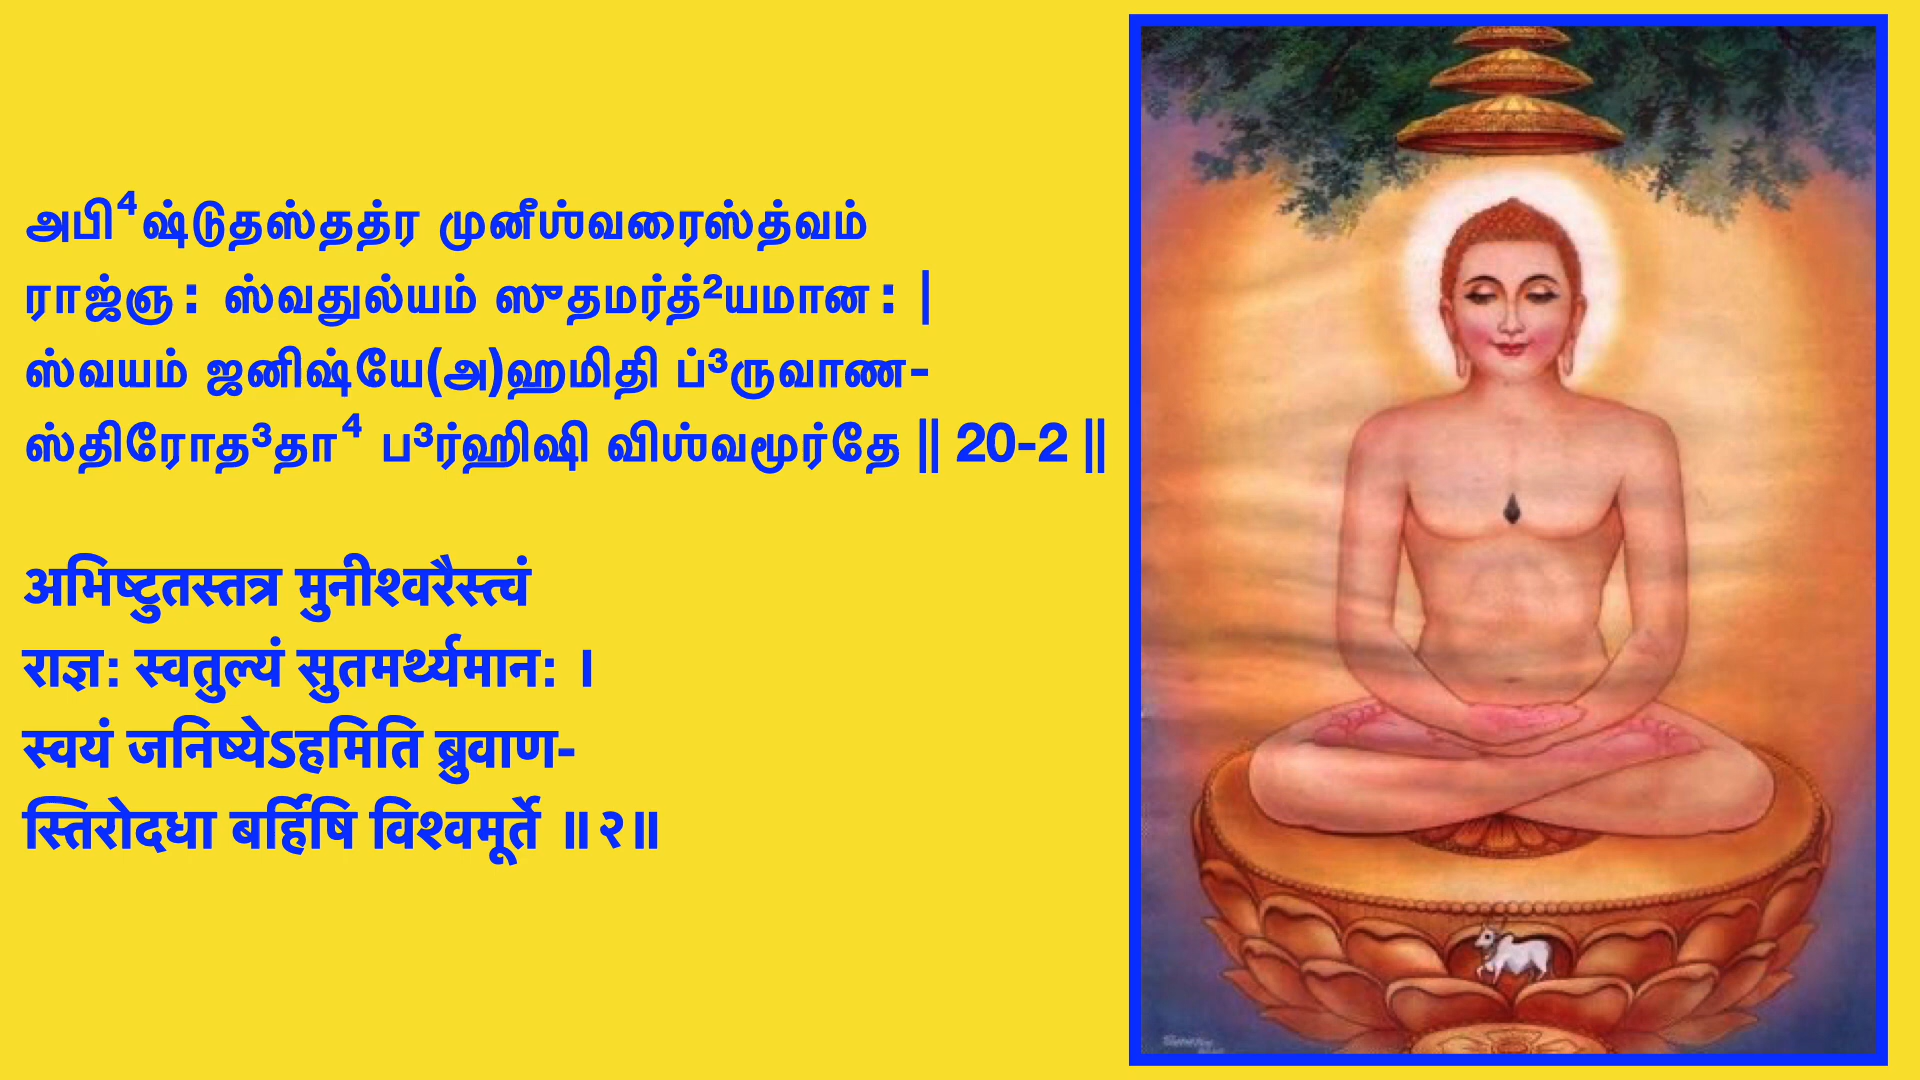 அபி⁴ஷ்டுதஸ்தத்ர முனீஶ்வரைஸ்த்வம்
ராஜ்ஞ: ஸ்வதுல்யம் ஸுதமர்த்²யமான: |
ஸ்வயம் ஜனிஷ்யே(அ)ஹமிதி ப்³ருவாண-
ஸ்திரோத³தா⁴ ப³ர்ஹிஷி விஶ்வமூர்தே || 20-2 ||
अभिष्टुतस्तत्र मुनीश्वरैस्त्वं
राज्ञ: स्वतुल्यं सुतमर्थ्यमान: ।
स्वयं जनिष्येऽहमिति ब्रुवाण-
स्तिरोदधा बर्हिषि विश्वमूर्ते ॥२॥